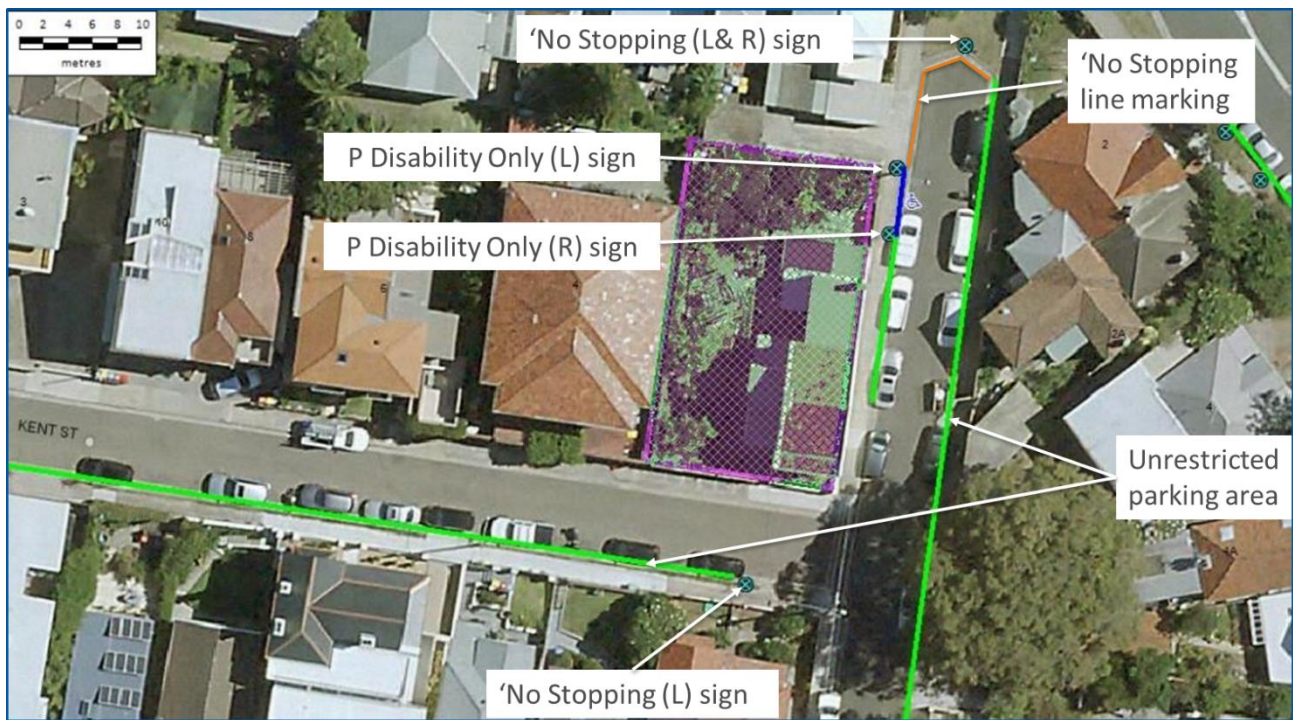 0 2 4 6 8 10
metres
'No Stopping (L& R) sign
'No Stopping
line marking
P Disability Only (L) sign
2
3
10
8
P Disability Only (R) sign
6
4
2A
4
KENT ST
Unrestricted
parking area
4A
'No Stopping (L) sign